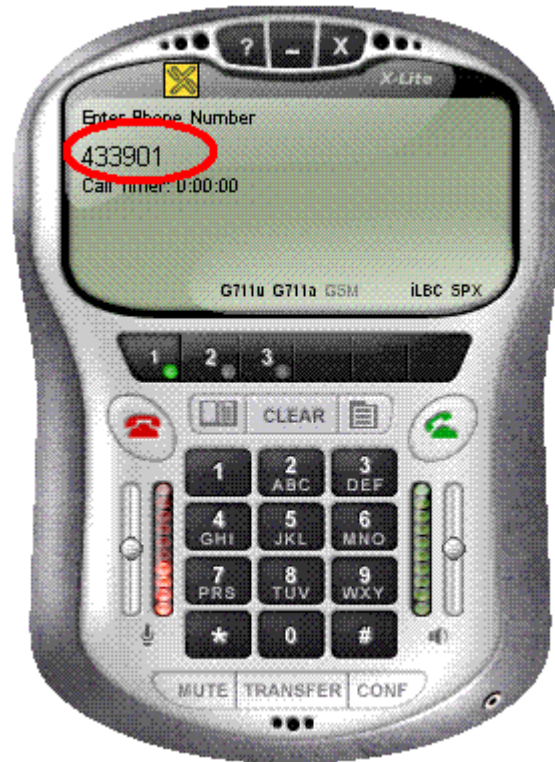 ? – X
X-Lite
Enter Phone Number
433901
Call Timer: 0:00:00
G711u G711a GSM iLBC SPX
1 2 3
CLEAR
1 2 3
ABC DEF
4 5 6
GHI JKL MNO
7 8 9
PRS TUV WXY
* 0 #
MUTE TRANSFER CONF